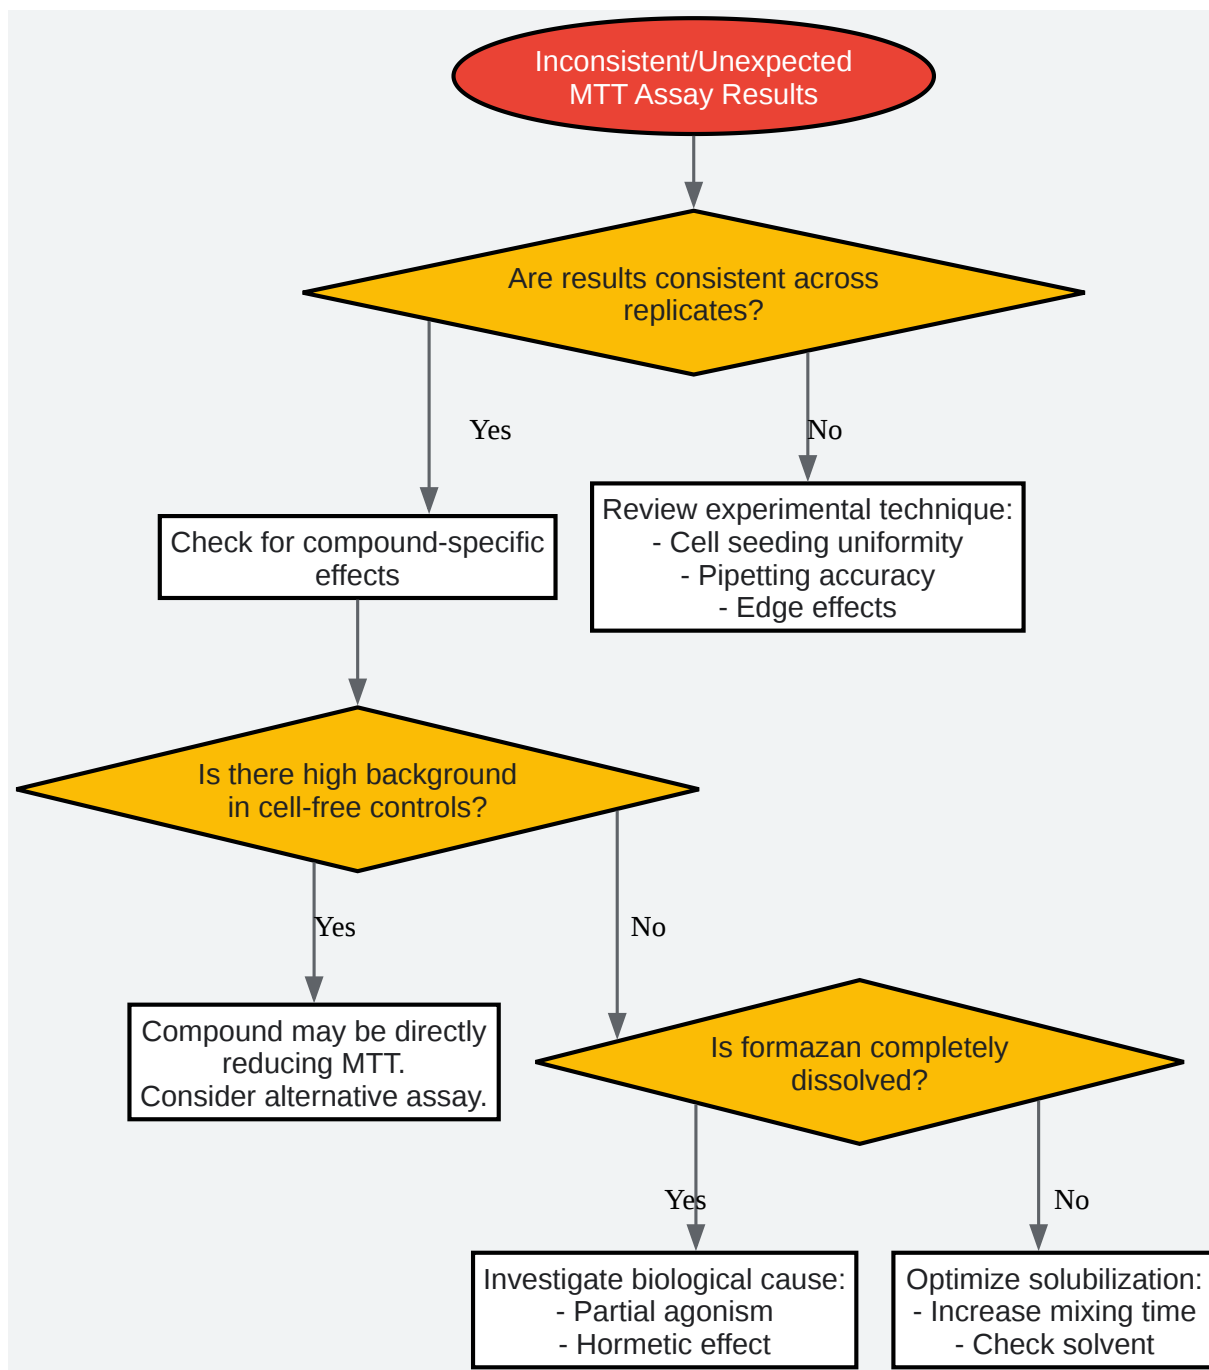 Inconsistent/Unexpected
MTT Assay Results
Are results consistent across
replicates?
Yes
No
Check for compound-specific
effects
Review experimental technique:
- Cell seeding uniformity
- Pipetting accuracy
- Edge effects
Is there high background
in cell-free controls?
Yes
No
Compound may be directly
reducing MTT.
Consider alternative assay.
Is formazan completely
dissolved?
Yes
No
Investigate biological cause:
- Partial agonism
- Hormetic effect
Optimize solubilization:
- Increase mixing time
- Check solvent